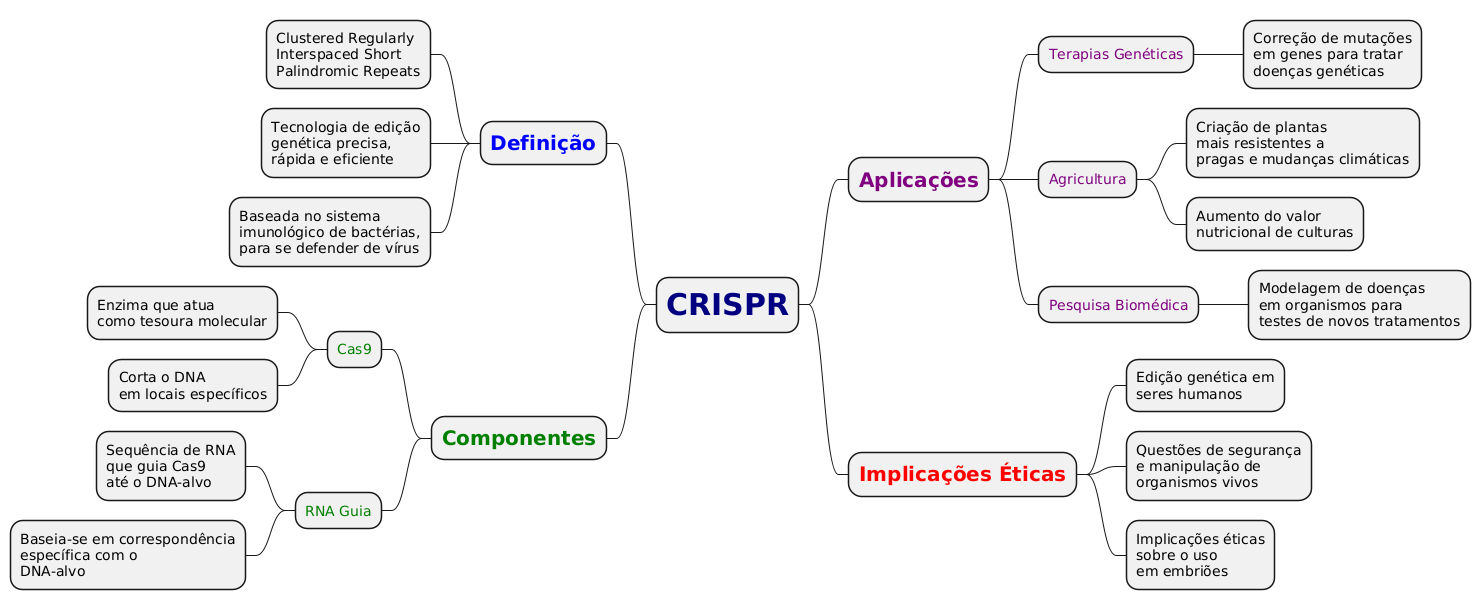 CRISPR
Definição
Clustered Regularly
Interspaced Short
Palindromic Repeats
Tecnologia de edição
genética precisa,
rápida e eficiente
Baseada no sistema
imunológico de bactérias,
para se defender de vírus
Componentes
Cas9
Enzima que atua
como tesoura molecular
Corta o DNA
em locais específicos
RNA Guia
Sequência de RNA
que guia Cas9
até o DNA-alvo
Baseia-se em correspondência
específica com o
DNA-alvo
Aplicações
Terapias Genéticas
Correção de mutações
em genes para tratar
doenças genéticas
Agricultura
Criação de plantas
mais resistentes a
pragas e mudanças climáticas
Aumento do valor
nutricional de culturas
Pesquisa Biomédica
Modelagem de doenças
em organismos para
testes de novos tratamentos
Implicações Éticas
Edição genética em
seres humanos
Questões de segurança
e manipulação de
organismos vivos
Implicações éticas
sobre o uso
em embriões